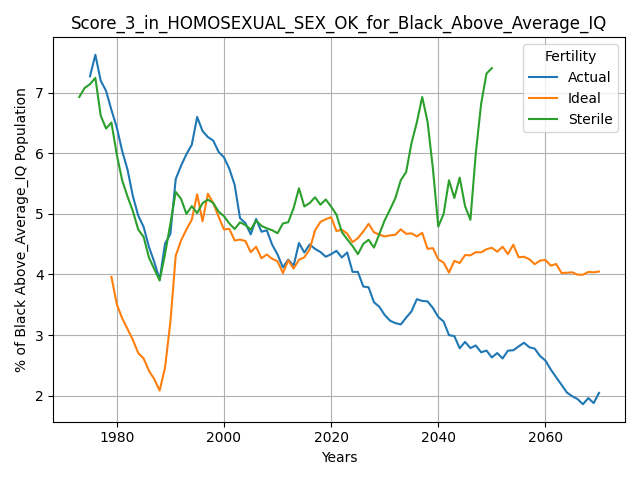 Score_3_in_HOMOSEXUAL_SEX_OK_for_Black_Above_Average_IQ
% of Black Above_Average_IQ Population
7
6
5
4
3
2
Fertility
Actual
Ideal
Sterile
1980
2000
2020
2040
2060
Years